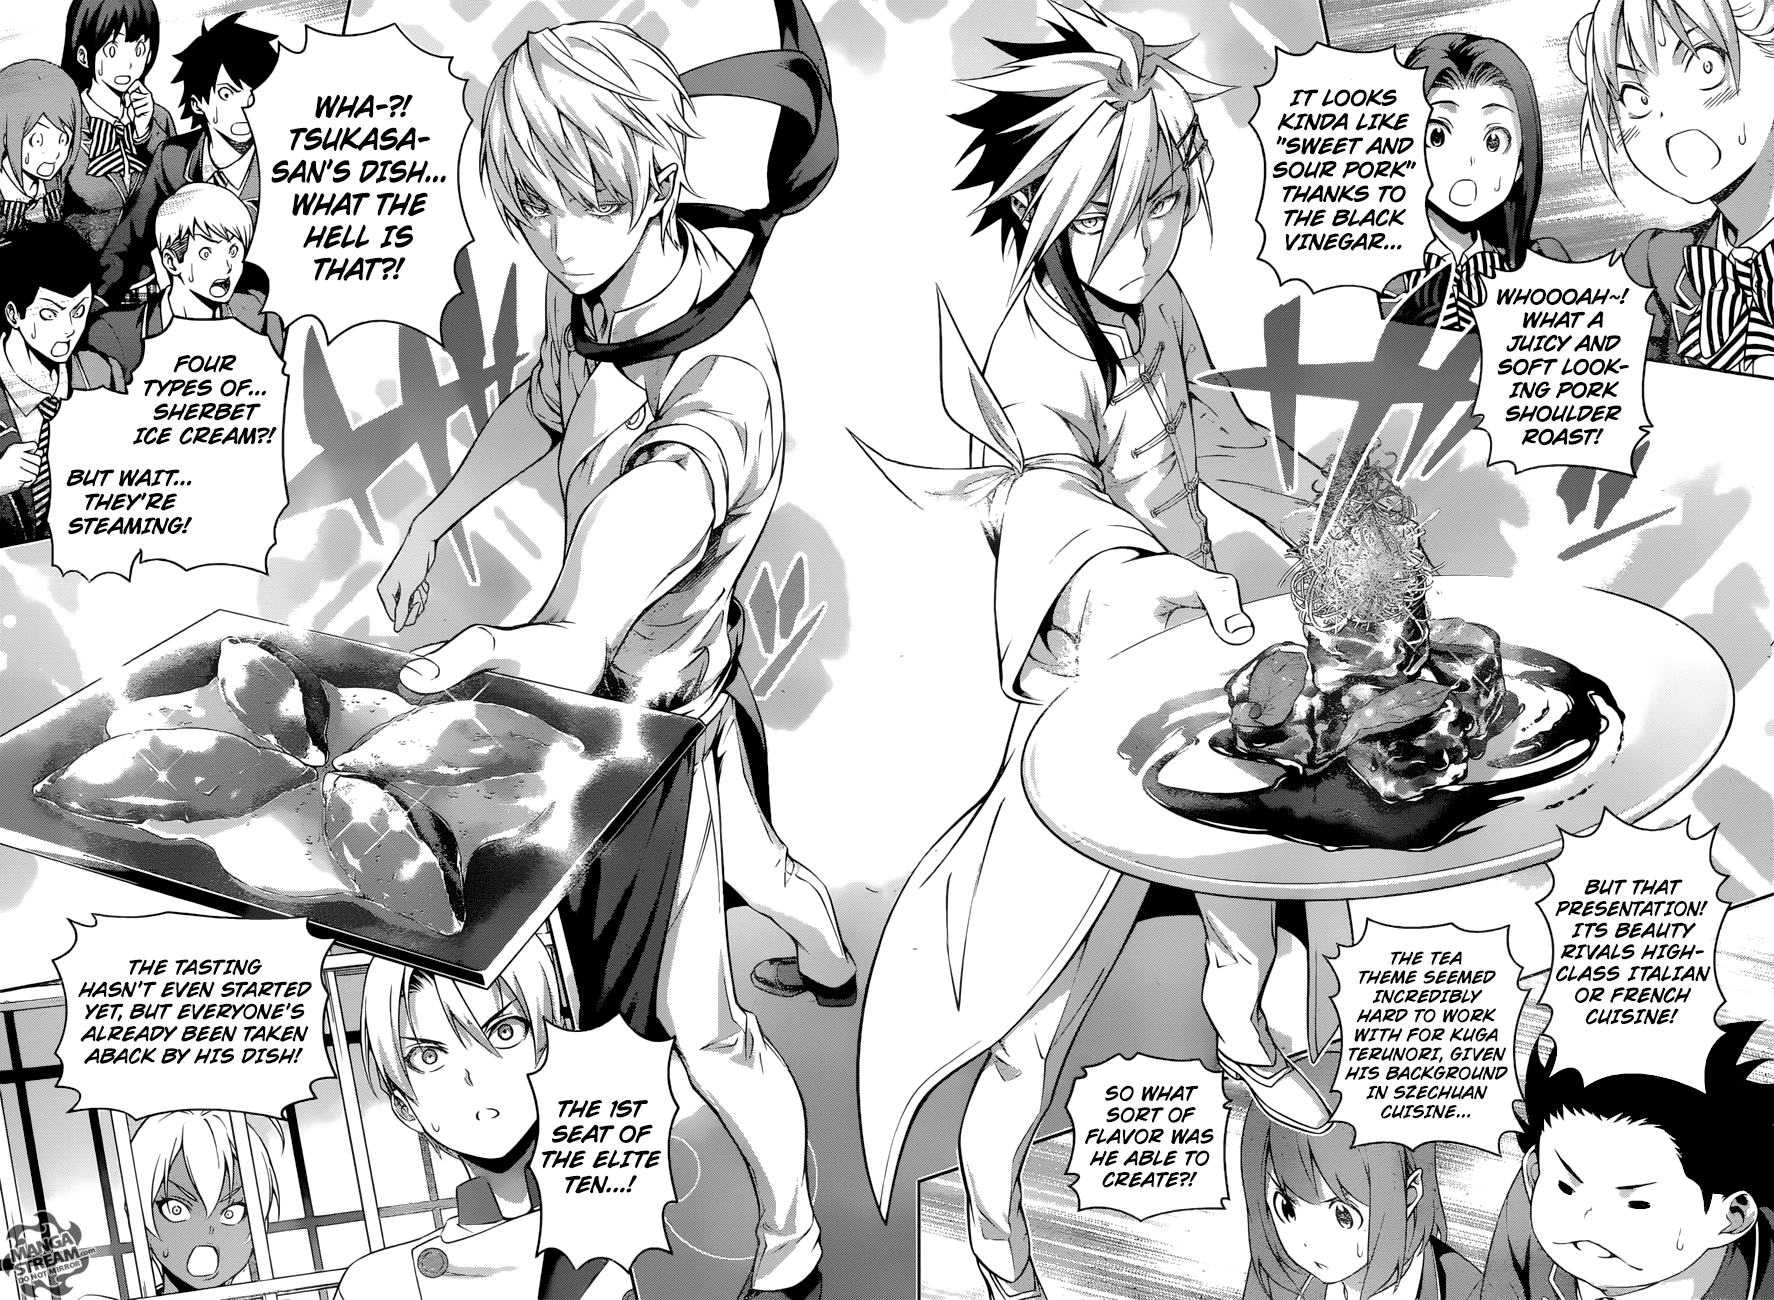 IT LOOKS
KINDA LIKE
"SWEET AND
SOUR PORK"
THANKS TO
THE BLACK
VINEGAR...
WHOOOAH~!
WHAT A
JUICY AND
SOFT LOOK-
ING PORK
SHOULDER
ROAST!
BUT THAT
PRESENTATION!
ITS BEAUTY
RIVALS HIGH-
CLASS ITALIAN
OR FRENCH
CUISINE!
THE TEA
THEME SEEMED
INCREDIBLY
HARD TO WORK
WITH FOR KUGA
TERUNORI, GIVEN
HIS BACKGROUND
IN SZECHUAN
CUISINE...
SO WHAT
SORT OF
FLAVOR WAS
HE ABLE TO
CREATE?!
WHA-?!
TSUKASA-
SAN'S DISH...
WHAT THE
HELL IS
THAT?!
FOUR
TYPES OF...
SHERBET
ICE CREAM?!
BUT WAIT...
THEY'RE
STEAMING!
THE 1ST
SEAT OF
THE ELITE
TEN...!
THE TASTING
HASN'T EVEN STARTED
YET, BUT EVERYONE'S
ALREADY BEEN TAKEN
ABACK BY HIS DISH!
MANGA
STREAM.com
DO NOT MIRROR